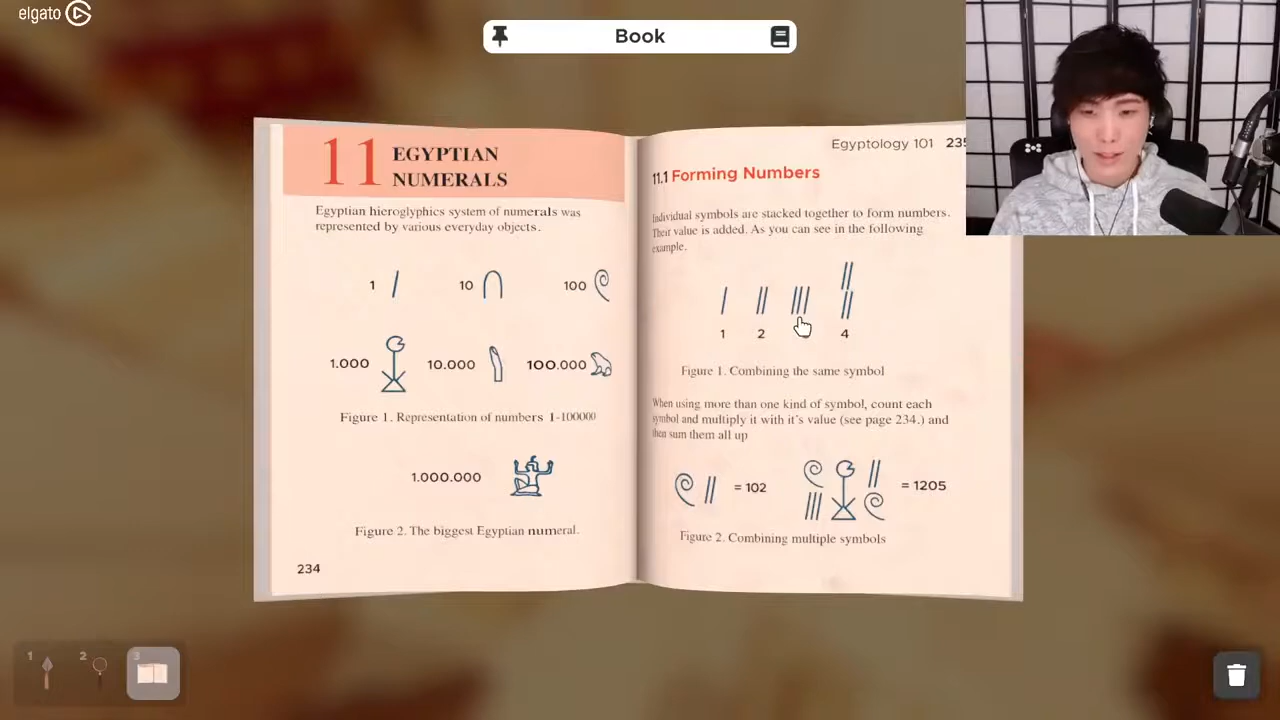 elgato
Book
11 EGYPTIAN
NUMERALS
Egyptian hieroglyphics system of numerals was
represented by various everyday objects.
1 10 100
1.000 10.000 100.000
Figure 1. Representation of numbers 1-100000
1.000.000
Figure 2. The biggest Egyptian numeral.
234
Egyptology 101 235
11.1 Forming Numbers
Individual symbols are stacked together to form numbers.
Their value is added. As you can see in the following
example.
1 2 4
Figure 1. Combining the same symbol
When using more than one kind of symbol, count each
symbol and multiply it with it's value (see page 234.) and
then sum them all up
= 102 = 1205
Figure 2. Combining multiple symbols
1 2 3